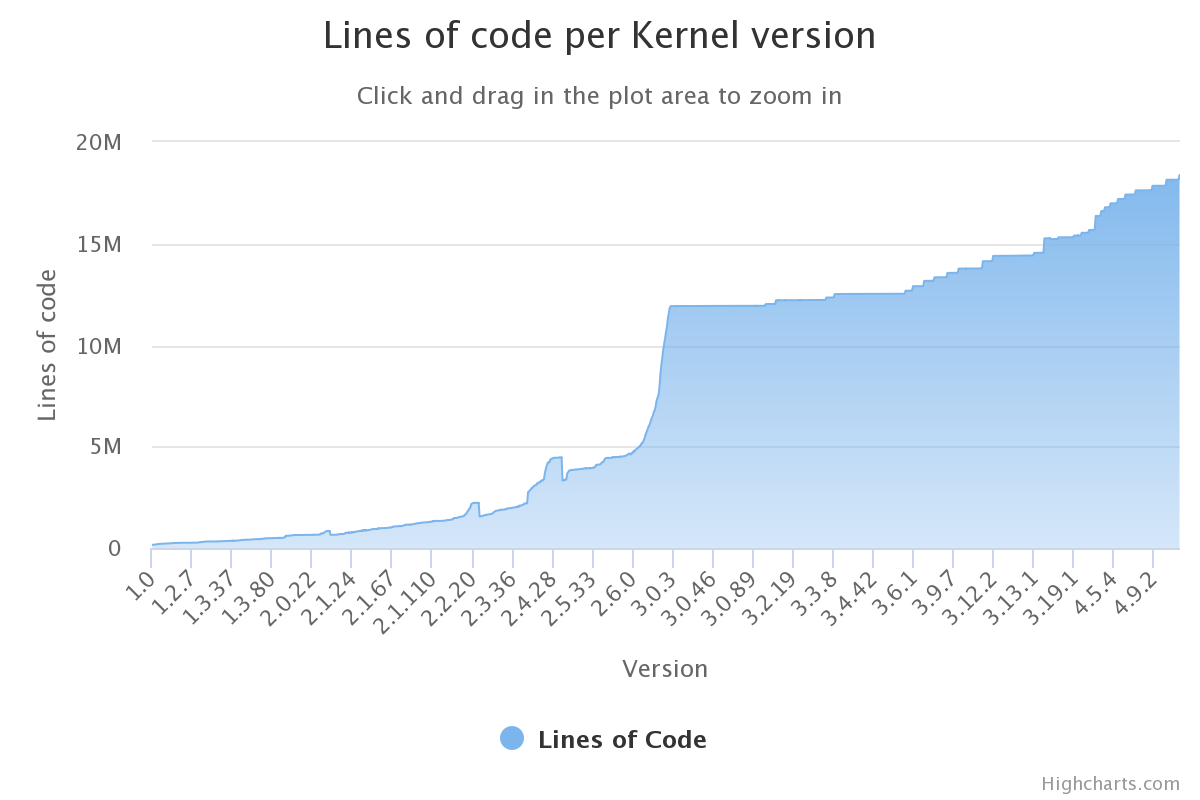 Lines of code per Kernel version
Click and drag in the plot area to zoom in
Lines of code
20M
15M
10M
5M
0
1.0
1.2.7
1.3.37
1.3.80
2.0.22
2.1.24
2.1.67
2.1.110
2.2.20
2.3.36
2.4.28
2.5.33
2.6.0
3.0.3
3.0.46
3.0.89
3.2.19
3.3.8
3.4.42
3.6.1
3.9.7
3.12.2
3.13.1
3.19.1
4.5.4
4.9.2
Version
Lines of Code
Highcharts.com